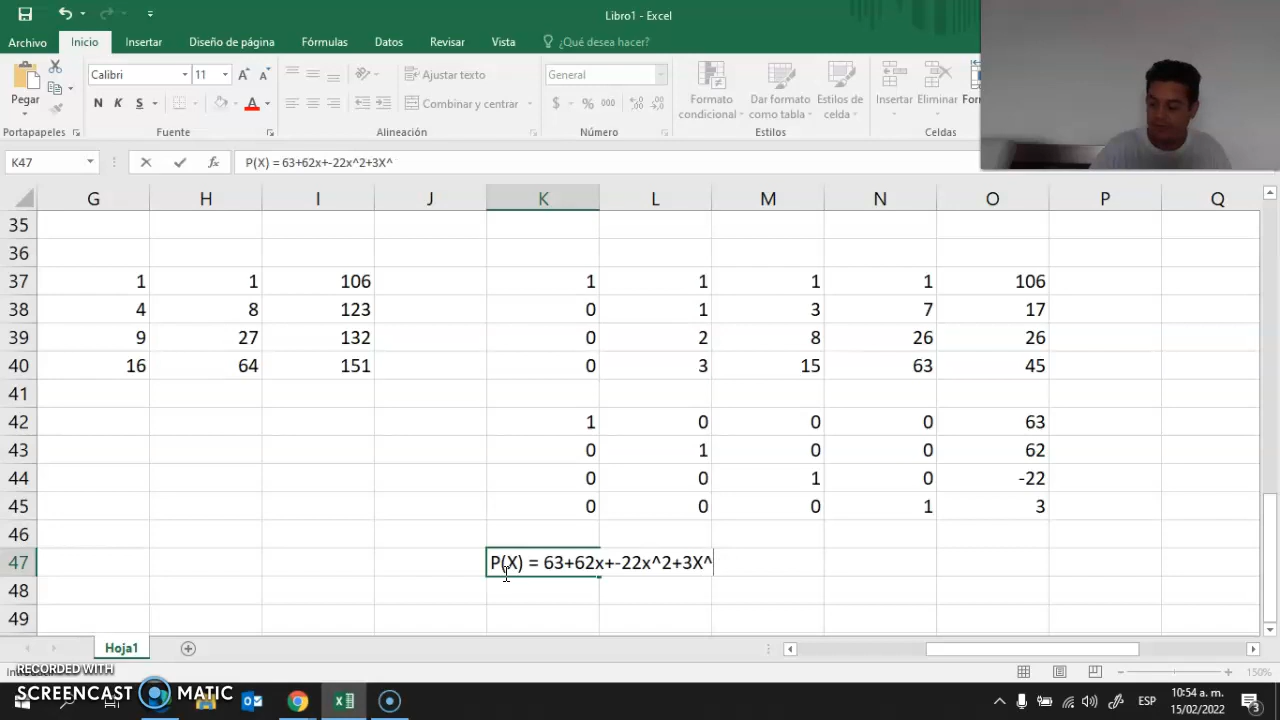 Libro1 - Excel
Archivo Inicio Insertar Diseño de página Fórmulas Datos Revisar Vista ¿Qué desea hacer?
Pegar
Calibri 11
N K S
Ajustar texto
Combinar y centrar
General
$ % 000
Formato condicional
Dar formato como tabla
Estilos de celda
Insertar
Eliminar
Portapapeles Fuente Alineación Número Estilos Celdas
K47 fx P(X) = 63+62x+-22x^2+3X^
G H I J K L M N O P Q
35
36
37 1 1 106 1 1 1 1 106
38 4 8 123 0 1 3 7 17
39 9 27 132 0 2 8 26 26
40 16 64 151 0 3 15 63 45
41
42 1 0 0 0 63
43 0 1 0 0 62
44 0 0 1 0 -22
45 0 0 0 1 3
46
47 P(X) = 63+62x+-22x^2+3X^
48
49
Hoja1
RECORDED WITH
SCREENCAST MATIC
150%
ESP
10:54 a. m.
15/02/2022
3